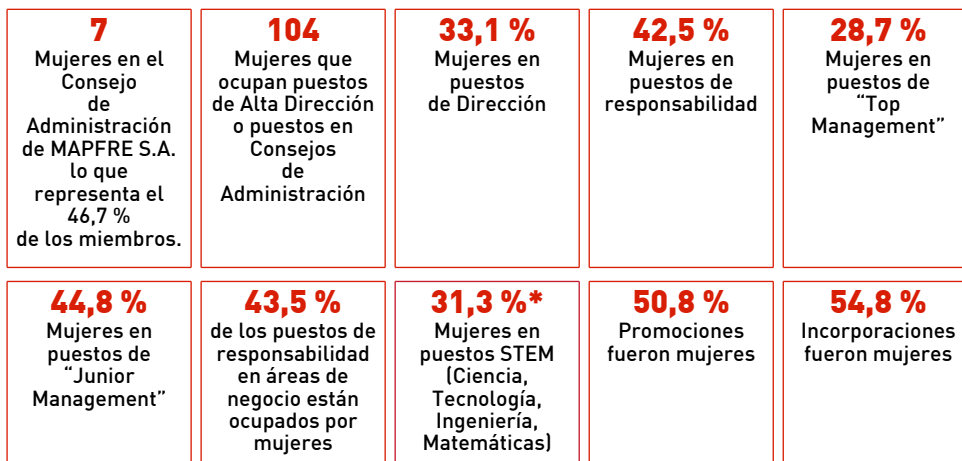 7
Mujeres en el
Consejo
de
Administración
de MAPFRE S.A.
lo que
representa el
46,7 %
de los miembros.
104
Mujeres que
ocupan puestos
de Alta Dirección
o puestos en
Consejos
de
Administración
33,1 %
Mujeres en
puestos
de Dirección
42,5 %
Mujeres en
puestos de
responsabilidad
28,7 %
Mujeres en
puestos de
“Top
Management”
44,8 %
Mujeres en
puestos de
“Junior
Management”
43,5 %
de los puestos de
responsabilidad
en áreas de
negocio están
ocupados por
mujeres
31,3 %*
Mujeres en
puestos STEM
(Ciencia,
Tecnología,
Ingeniería,
Matemáticas)
50,8 %
Promociones
fueron mujeres
54,8 %
Incorporaciones
fueron mujeres